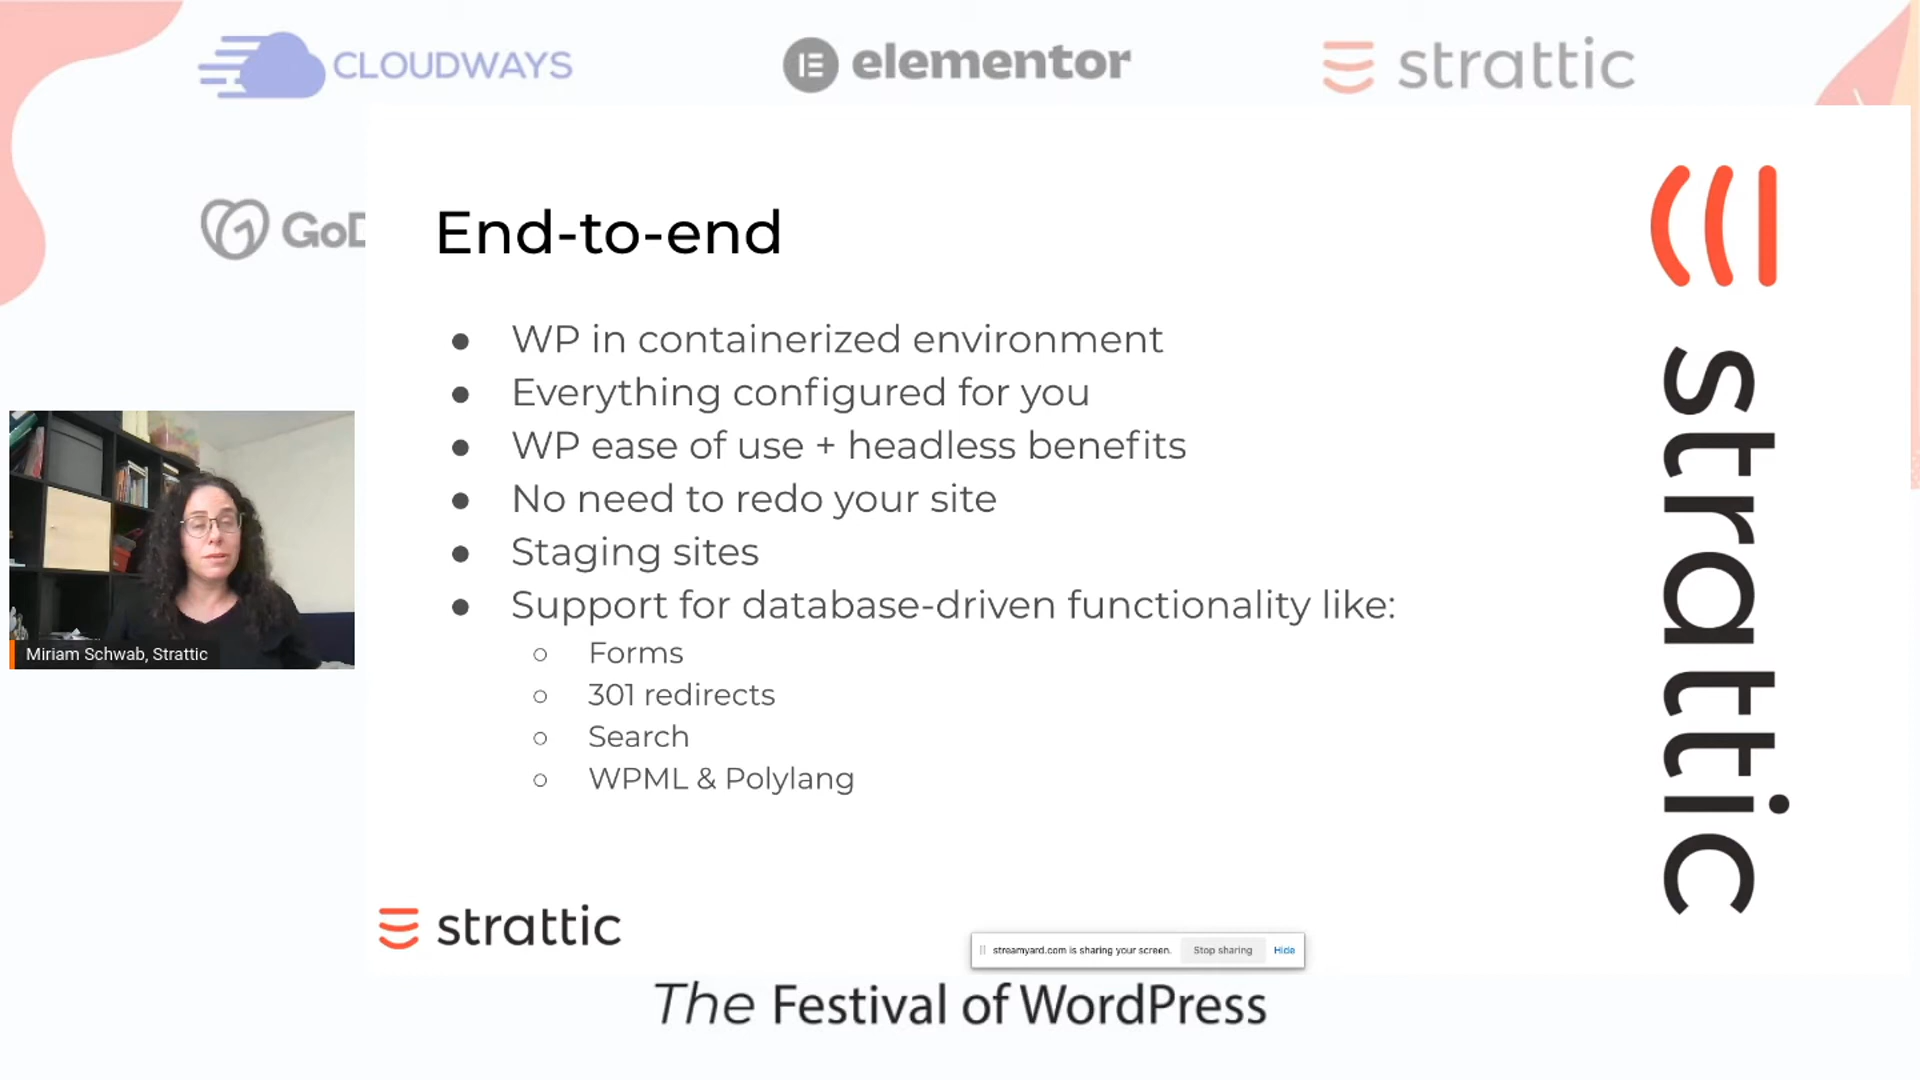 CLOUDWAYS
elementor
strattic
GoD
End-to-end
WP in containerized environment
Everything configured for you
WP ease of use + headless benefits
No need to redo your site
Staging sites
Support for database-driven functionality like:
Forms
301 redirects
Search
WPML & Polylang
strattic
Miriam Schwab, Strattic
strattic
streamyard.com is sharing your screen. Stop sharing Hide
The Festival of WordPress